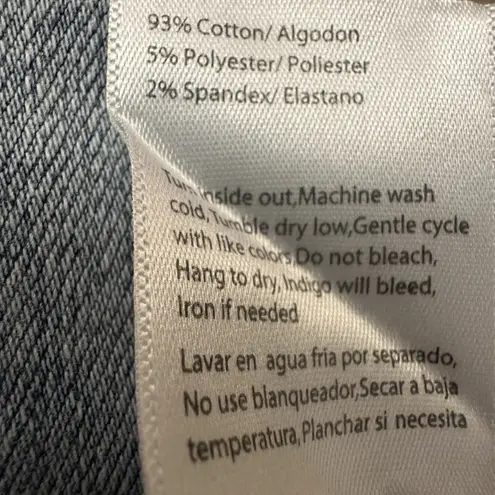 93% Cotton/ Algodon
5% Polyester/ Poliester
2% Spandex/ Elastano
Turn inside out,Machine wash
cold,Tumble dry low,Gentle cycle
with like colors,Do not bleach,
Hang to dry, Indigo will bleed,
Iron if needed
Lavar en agua fria por separado,
No use blanqueador,Secar a baja
temperatura,Planchar si necesita